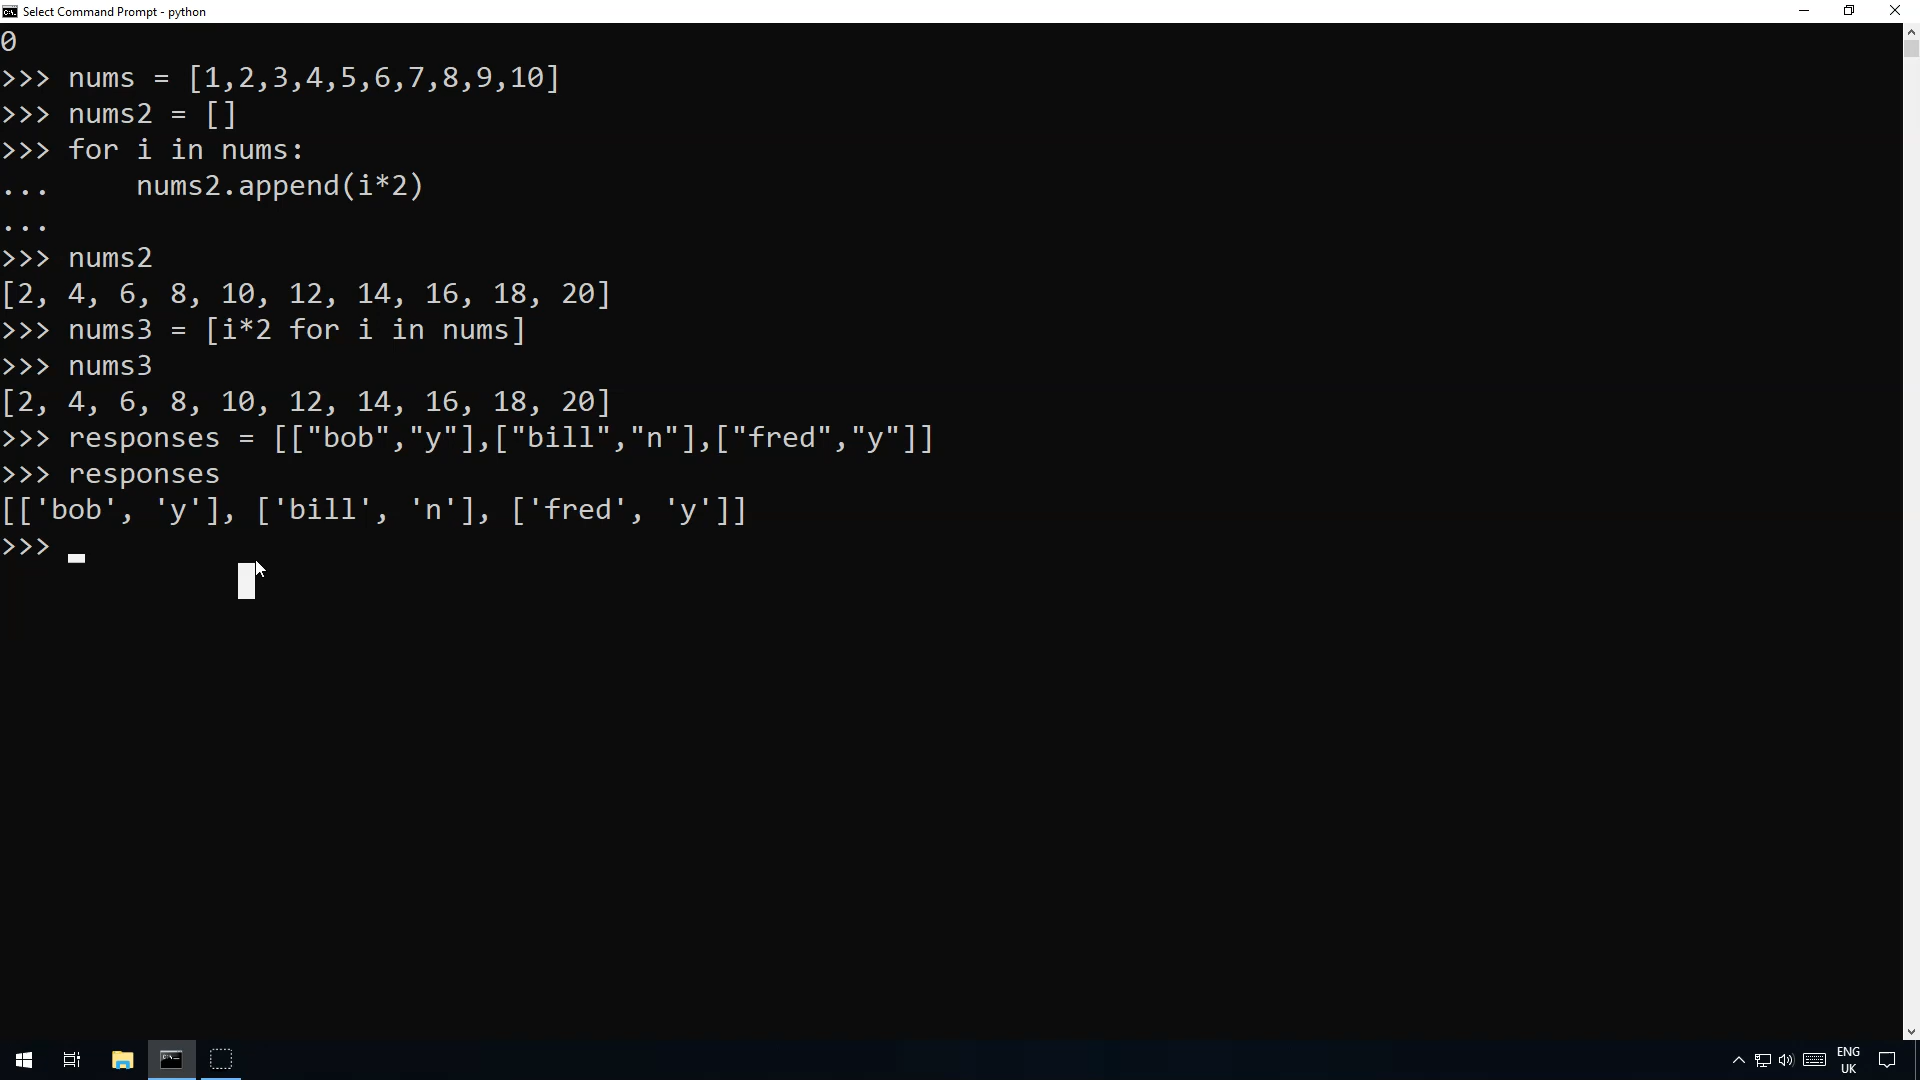 Select Command Prompt - python
0
>>> nums = [1,2,3,4,5,6,7,8,9,10]
>>> nums2 = []
>>> for i in nums:
...     nums2.append(i*2)
...
>>> nums2
[2, 4, 6, 8, 10, 12, 14, 16, 18, 20]
>>> nums3 = [i*2 for i in nums]
>>> nums3
[2, 4, 6, 8, 10, 12, 14, 16, 18, 20]
>>> responses = [["bob","y"],["bill","n"],["fred","y"]]
>>> responses
[['bob', 'y'], ['bill', 'n'], ['fred', 'y']]
>>>
ENG
UK